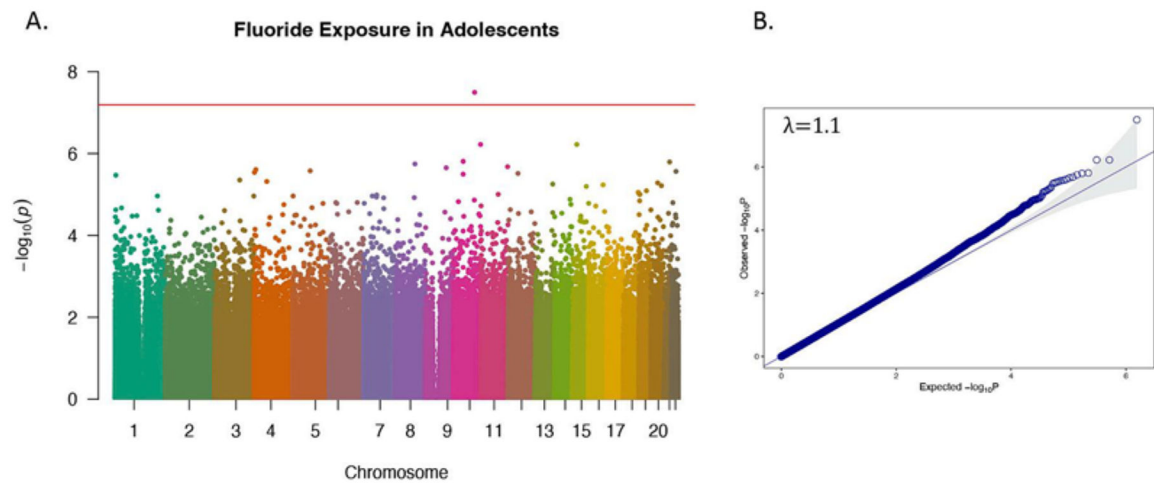 A.
Fluoride Exposure in Adolescents
8
6
4
2
0
−log₁₀(p)
1 2 3 4 5 7 8 9 11 13 15 17 20
Chromosome
B.
λ=1.1
6
4
2
0
Observed −log₁₀P
0 2 4 6
Expected −log₁₀P